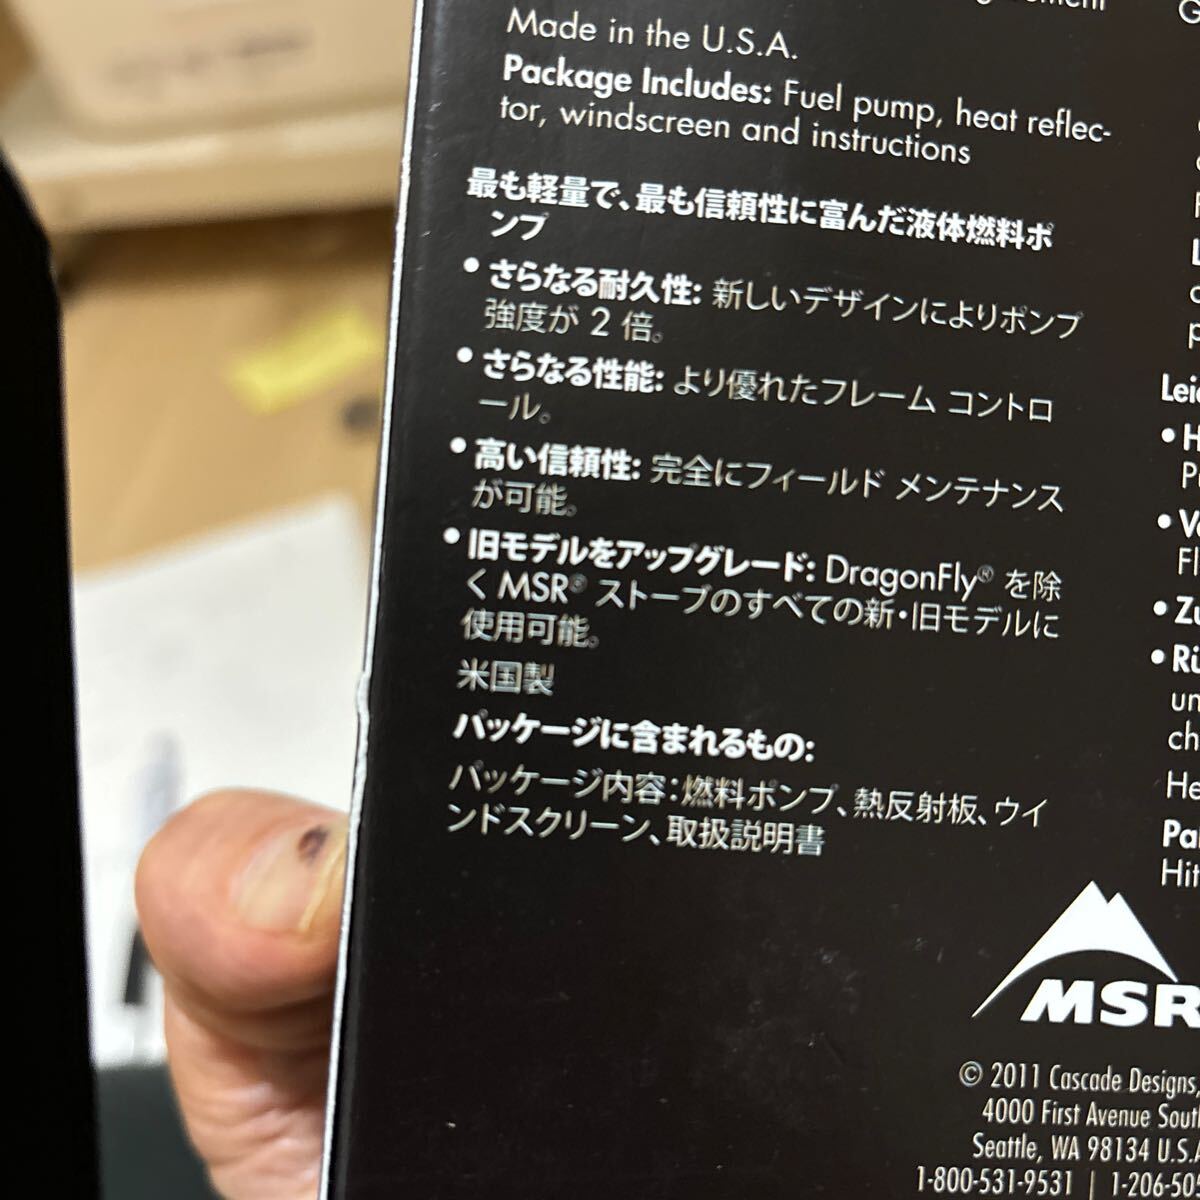 Made in the U.S.A.
Package Includes: Fuel pump, heat reflec-
tor, windscreen and instructions
最も軽量で、最も信頼性に富んだ液体燃料ポ
ンプ
• さらなる耐久性: 新しいデザインによりポンプ
強度が 2 倍。
• さらなる性能: より優れたフレーム コントロ
ール。
• 高い信頼性: 完全にフィールド メンテナンス
が可能。
• 旧モデルをアップグレード: DragonFly® を除
く MSR® ストーブのすべての新・旧モデルに
使用可能。
米国製
パッケージに含まれるもの:
パッケージ内容：燃料ポンプ、熱反射板、ウイ
ンドスクリーン、取扱説明書
MSR
© 2011 Cascade Designs,
4000 First Avenue South
Seattle, WA 98134 U.S.A
1-800-531-9531 | 1-206-505